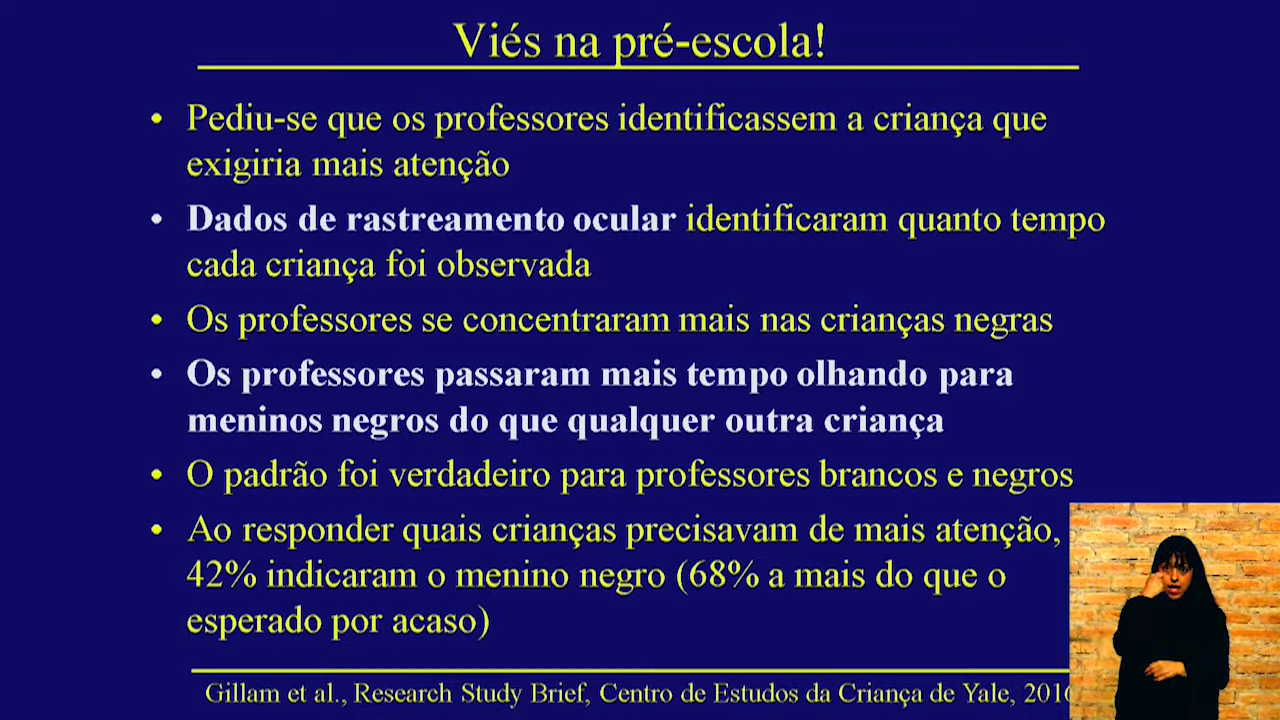 Viés na pré-escola!
• Pediu-se que os professores identificassem a criança que
exigiria mais atenção
• Dados de rastreamento ocular identificaram quanto tempo
cada criança foi observada
• Os professores se concentraram mais nas crianças negras
• Os professores passaram mais tempo olhando para
meninos negros do que qualquer outra criança
• O padrão foi verdadeiro para professores brancos e negros
• Ao responder quais crianças precisavam de mais atenção,
42% indicaram o menino negro (68% a mais do que o
esperado por acaso)
Gillam et al., Research Study Brief, Centro de Estudos da Criança de Yale, 2016